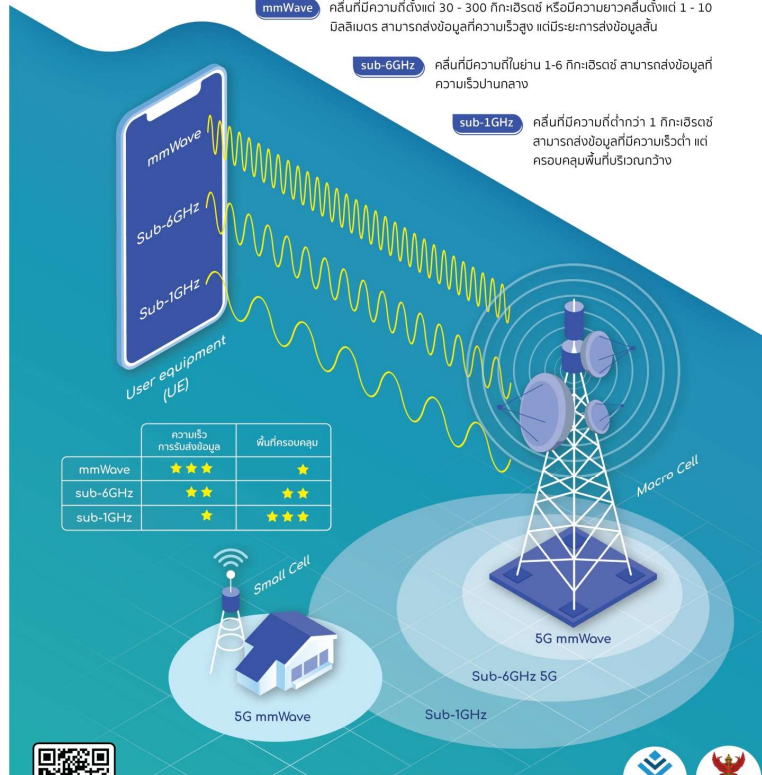 mmWave คลื่นที่มีความถี่ตั้งแต่ 30 - 300 กิกะเฮิรตซ์ หรือมีความยาวคลื่นตั้งแต่ 1 - 10
มิลลิเมตร สามารถส่งข้อมูลที่ความเร็วสูง แต่มีระยะการส่งข้อมูลสั้น
sub-6GHz คลื่นที่มีความถี่ในย่าน 1-6 กิกะเฮิรตซ์ สามารถส่งข้อมูลที่
ความเร็วปานกลาง
sub-1GHz คลื่นที่มีความถี่ต่ำกว่า 1 กิกะเฮิรตซ์
สามารถส่งข้อมูลที่มีความเร็วต่ำ แต่
ครอบคลุมพื้นที่บริเวณกว้าง
mmWave
Sub-6GHz
Sub-1GHz
User equipment
(UE)
ความเร็ว
การรับส่งข้อมูล
พื้นที่ครอบคลุม
mmWave
sub-6GHz
sub-1GHz
Macro Cell
Small Cell
5G mmWave
Sub-6GHz 5G
5G mmWave
Sub-1GHz